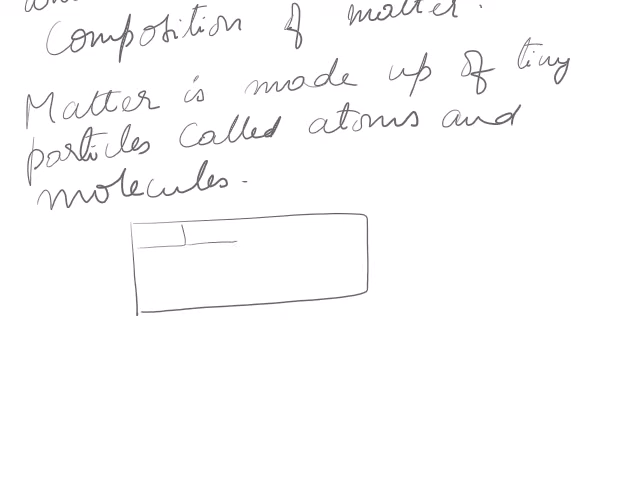 Composition of matter.
Matter is made up of tiny
particles called atoms and
molecules.